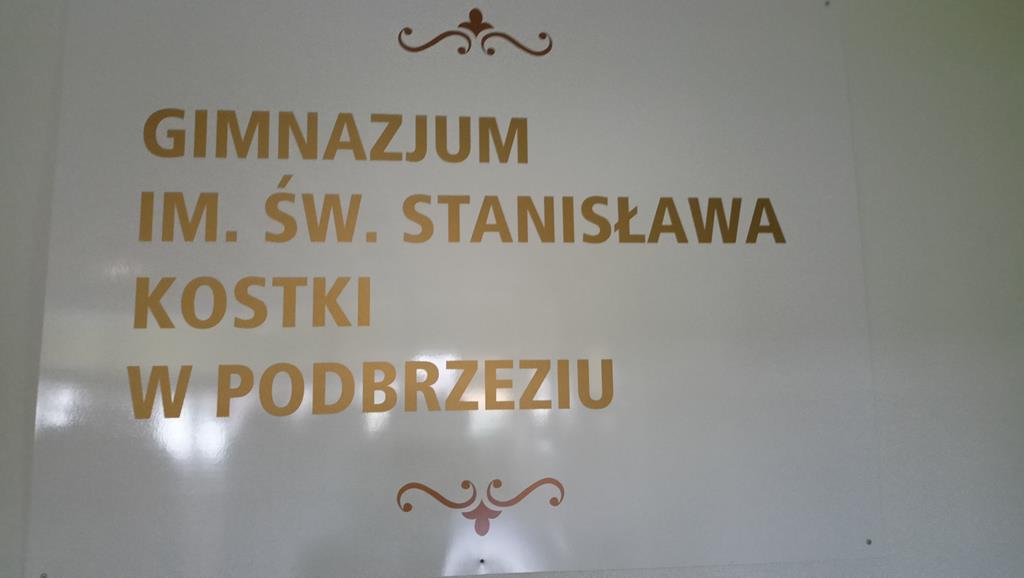 GIMNAZJUM
IM. ŚW. STANISŁAWA
KOSTKI
W PODBRZEZIU